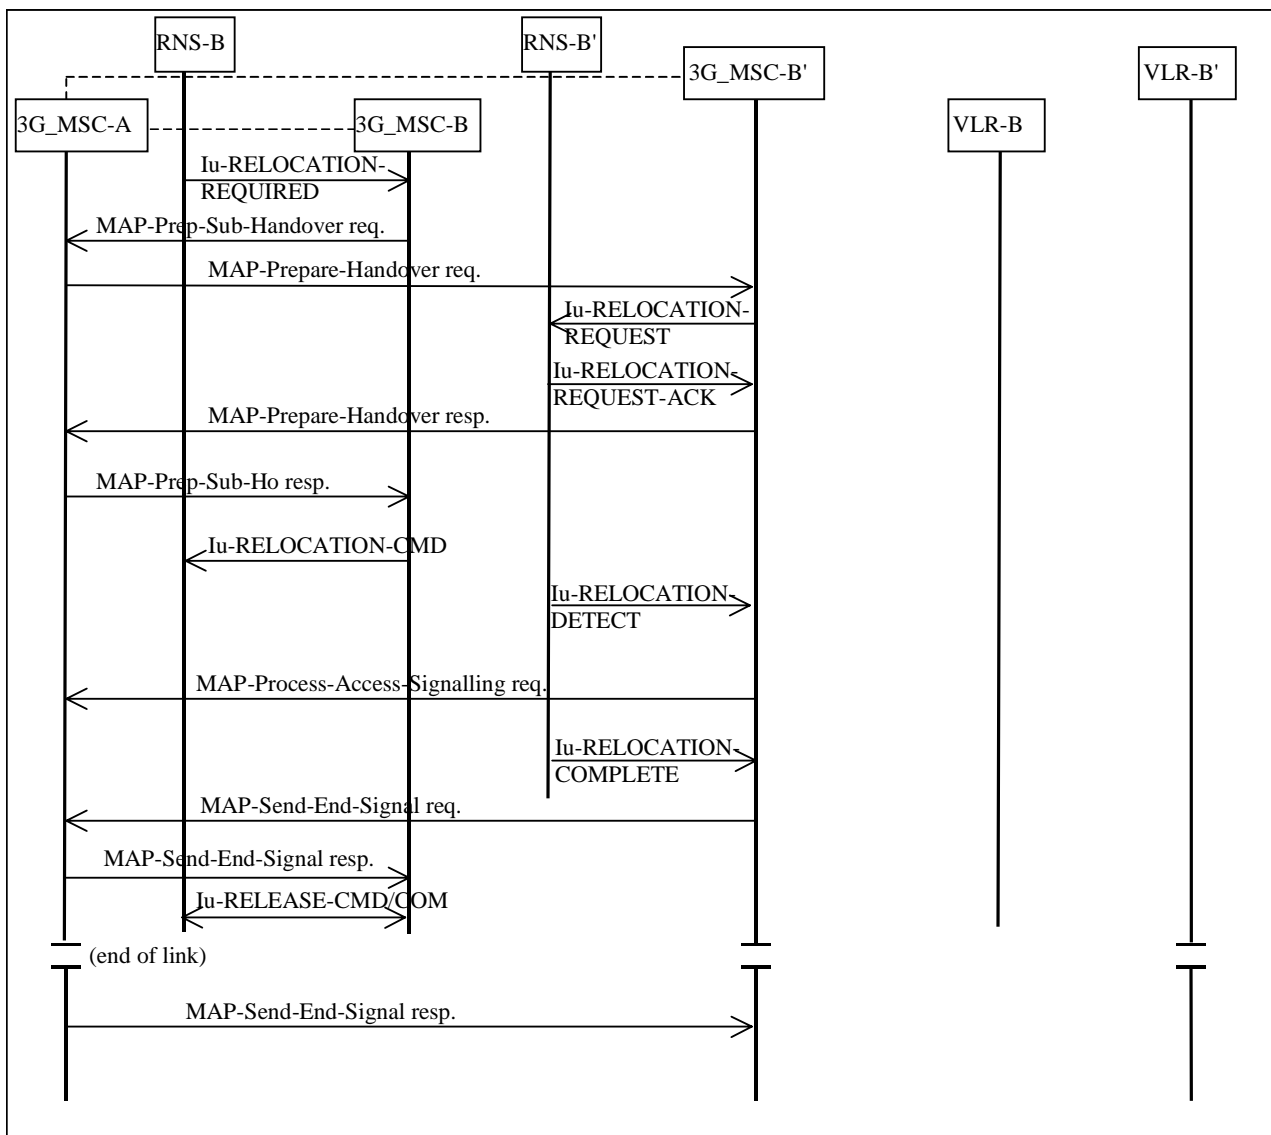 RNS-B
RNS-B'
3G_MSC-B'
VLR-B'
3G_MSC-A
3G_MSC-B
VLR-B
Iu-RELOCATION-
REQUIRED
MAP-Prep-Sub-Handover req.
MAP-Prepare-Handover req.
Iu-RELOCATION-
REQUEST
Iu-RELOCATION-
REQUEST-ACK
MAP-Prepare-Handover resp.
MAP-Prep-Sub-Ho resp.
Iu-RELOCATION-CMD
Iu-RELOCATION-
DETECT
MAP-Process-Access-Signalling req.
Iu-RELOCATION-
COMPLETE
MAP-Send-End-Signal req.
MAP-Send-End-Signal resp.
Iu-RELEASE-CMD/COM
(end of link)
MAP-Send-End-Signal resp.